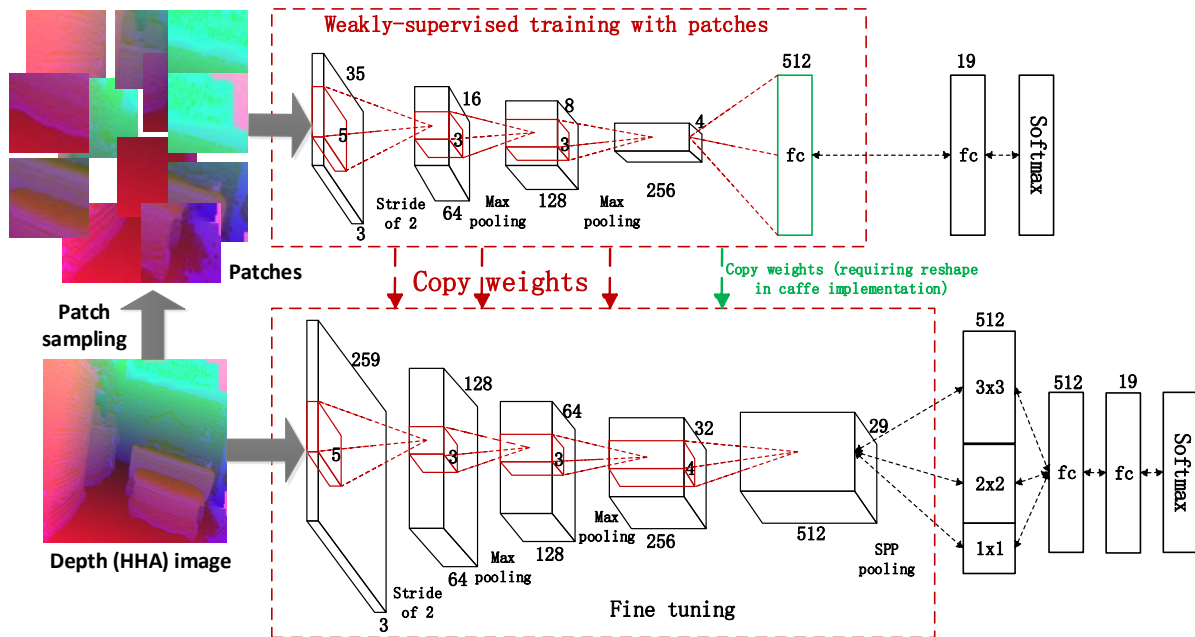 Weakly-supervised training with patches
35
5
3
Stride
of 2
16
3
64
Max
pooling
8
3
128
Max
pooling
4
256
512
fc
19
fc
Softmax
Patches
Copy weights
Copy weights (requiring reshape
in caffe implementation)
Patch
sampling
Depth (HHA) image
259
5
3
Stride
of 2
128
3
64
Max
pooling
64
3
128
Max
pooling
32
4
256
29
512
SPP
pooling
Fine tuning
512
3x3
2x2
1x1
512
fc
19
fc
Softmax